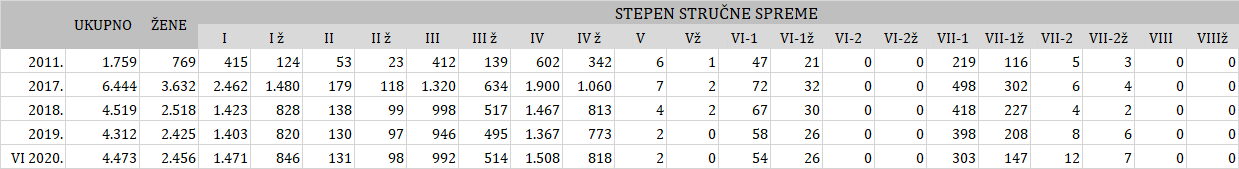 UKUPNO ŽENE STEPEN STRUČNE SPREME
I I ž II II ž III III ž IV IV ž V Vž VI-1 VI-1ž VI-2 VI-2ž VII-1 VII-1ž VII-2 VII-2ž VIII VIIIž
2011. 1.759 769 415 124 53 23 412 139 602 342 6 1 47 21 0 0 219 116 5 3 0 0
2017. 6.444 3.632 2.462 1.480 179 118 1.320 634 1.900 1.060 7 2 72 32 0 0 498 302 6 4 0 0
2018. 4.519 2.518 1.423 828 138 99 998 517 1.467 813 4 2 67 30 0 0 418 227 4 2 0 0
2019. 4.312 2.425 1.403 820 130 97 946 495 1.367 773 2 0 58 26 0 0 398 208 8 6 0 0
VI 2020. 4.473 2.456 1.471 846 131 98 992 514 1.508 818 2 0 54 26 0 0 303 147 12 7 0 0